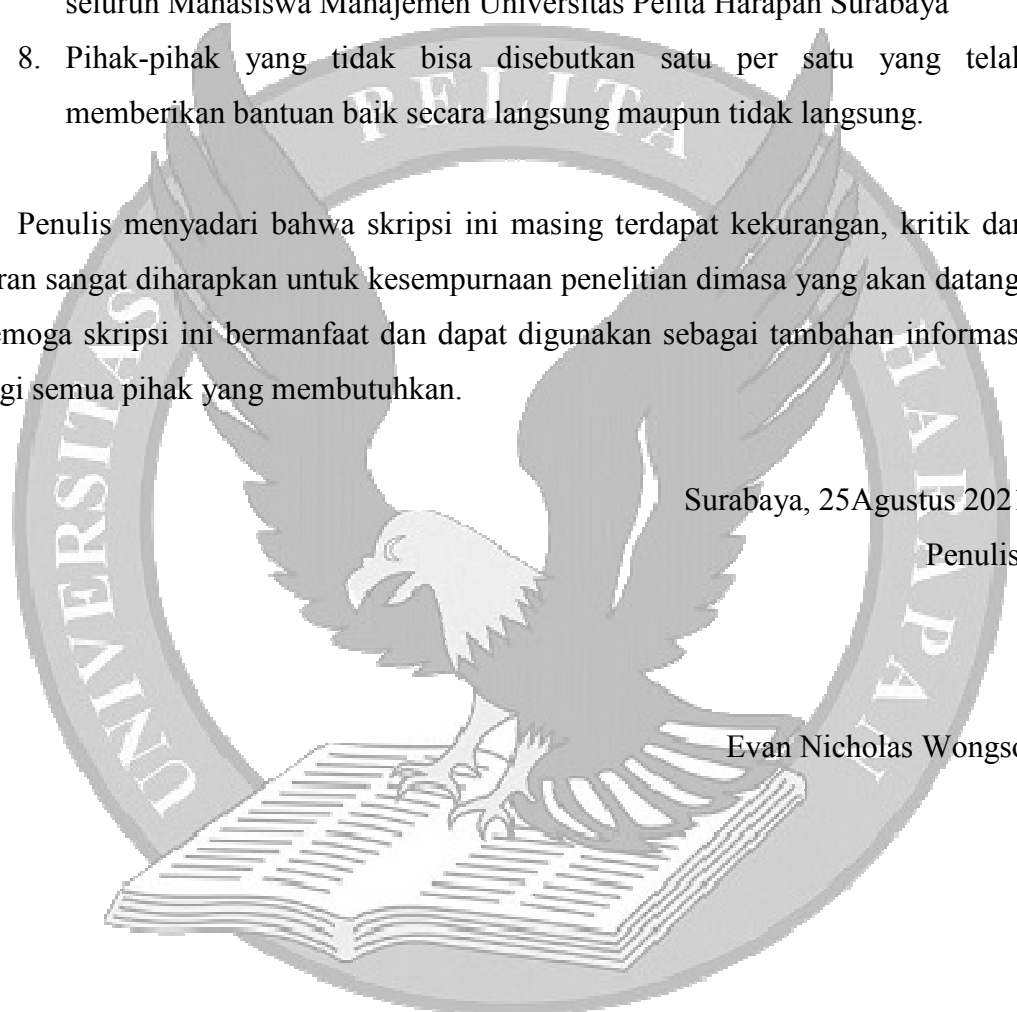 seluruh Mahasiswa Manajemen Universitas Pelita Harapan Surabaya
8. Pihak-pihak yang tidak bisa disebutkan satu per satu yang telah
memberikan bantuan baik secara langsung maupun tidak langsung.
Penulis menyadari bahwa skripsi ini masing terdapat kekurangan, kritik dan
ran sangat diharapkan untuk kesempurnaan penelitian dimasa yang akan datang
emoga skripsi ini bermanfaat dan dapat digunakan sebagai tambahan informas
gi semua pihak yang membutuhkan.
Surabaya, 25Agustus 2021
Penulis
Evan Nicholas Wongso
UNIVERSITAS PELITA HARAPAN